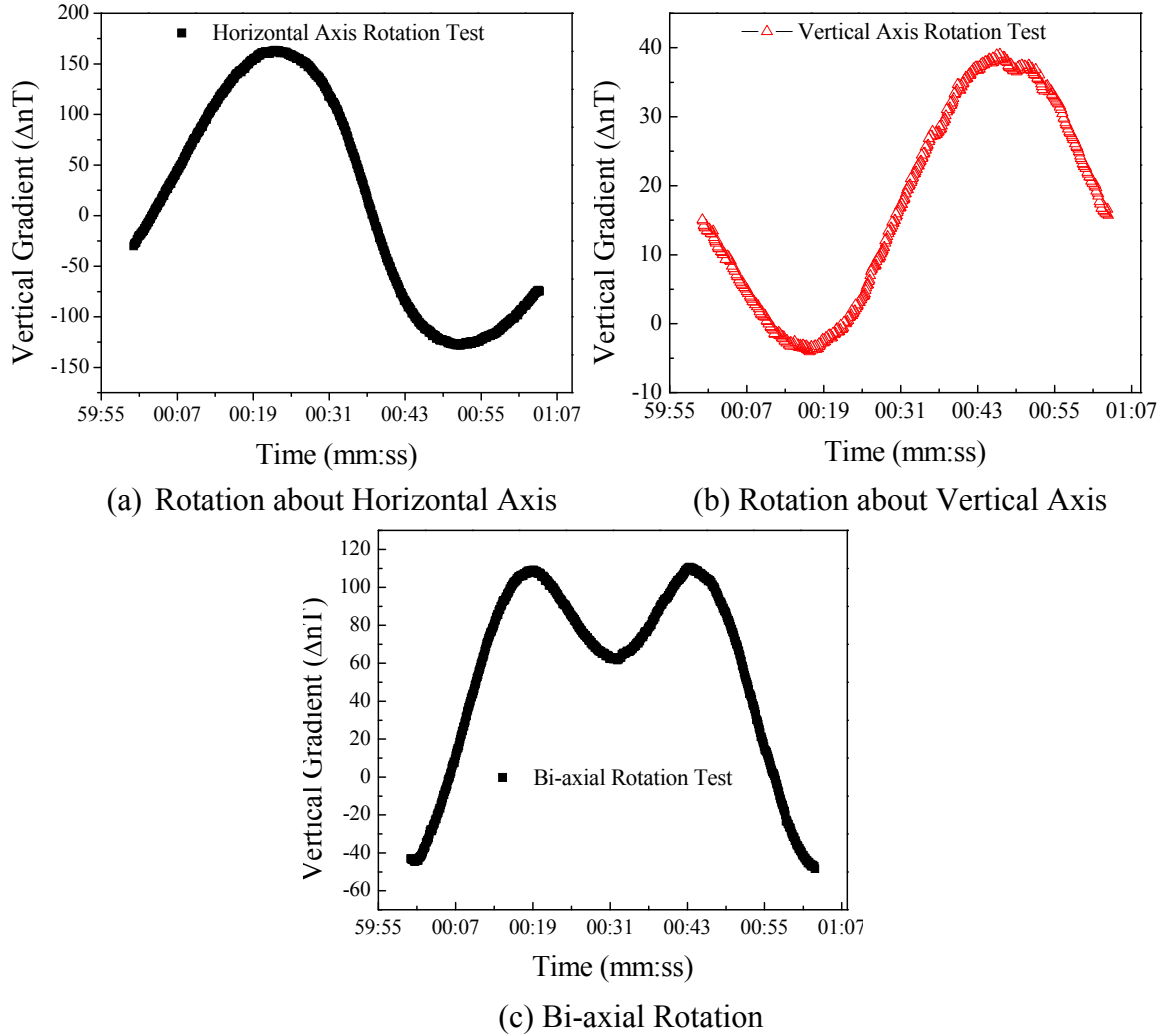 Horizontal Axis Rotation Test
200
150
100
50
0
-50
-100
-150
Vertical Gradient (ΔnT)
59:55 00:07 00:19 00:31 00:43 00:55 01:07
Time (mm:ss)
(a) Rotation about Horizontal Axis
Vertical Axis Rotation Test
40
30
20
10
0
-10
Vertical Gradient (ΔnT)
59:55 00:07 00:19 00:31 00:43 00:55 01:07
Time (mm:ss)
(b) Rotation about Vertical Axis
120
100
80
60
40
20
0
-20
-40
-60
Vertical Gradient (ΔnT)
Bi-axial Rotation Test
59:55 00:07 00:19 00:31 00:43 00:55 01:07
Time (mm:ss)
(c) Bi-axial Rotation